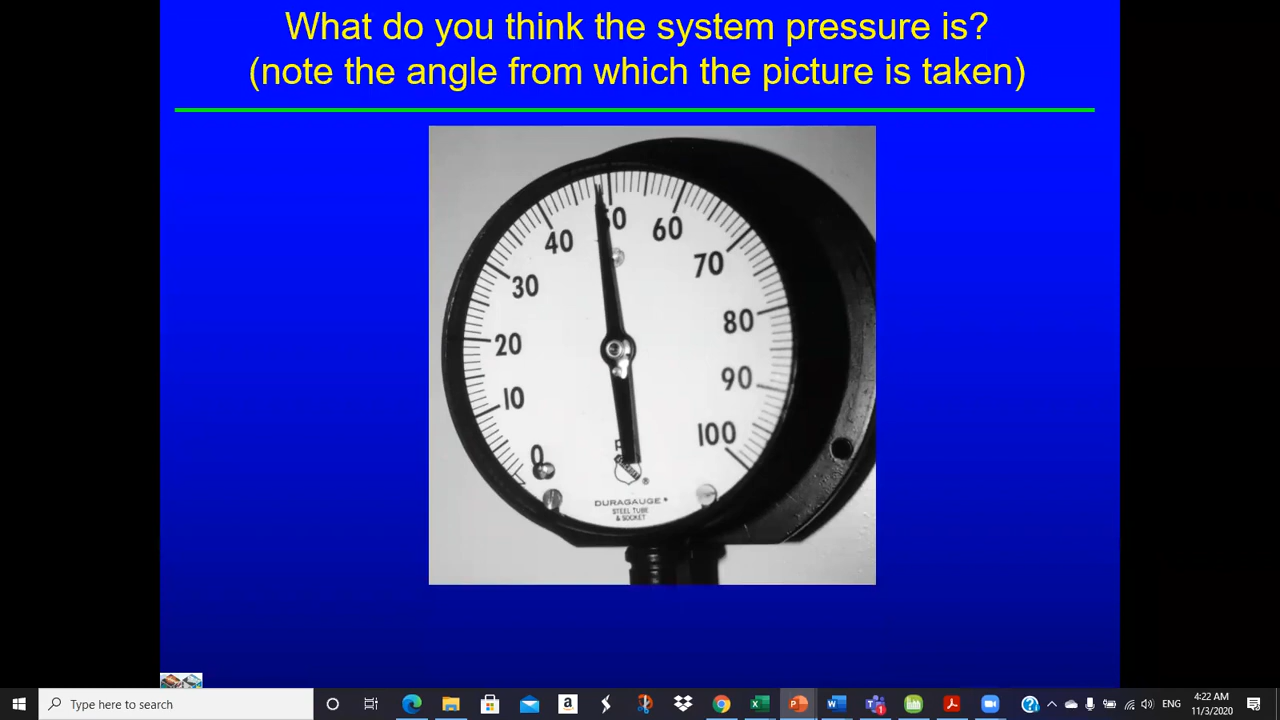 What do you think the system pressure is?
(note the angle from which the picture is taken)
50
60
40
70
30
80
20
90
10
100
0
DURAGAUGE
STEEL TUBE
& SOCKET
Type here to search
ENG
4:22 AM
11/3/2020